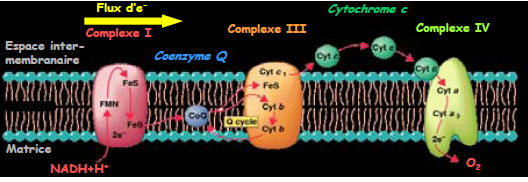 Flux d'e-
Cytochrome c
Complexe I
Complexe III
Complexe IV
Espace inter-
membranaire
Coenzyme Q
Cyt c₁
Cyt c
Cyt c
Cyt c
FeS
FeS
Cyt a
FMN
CoQ
Cyt b
Cyt a₃
FeS
Q cycle
Cyt b
2e-
2e-
Matrice
NADH+H+
O₂